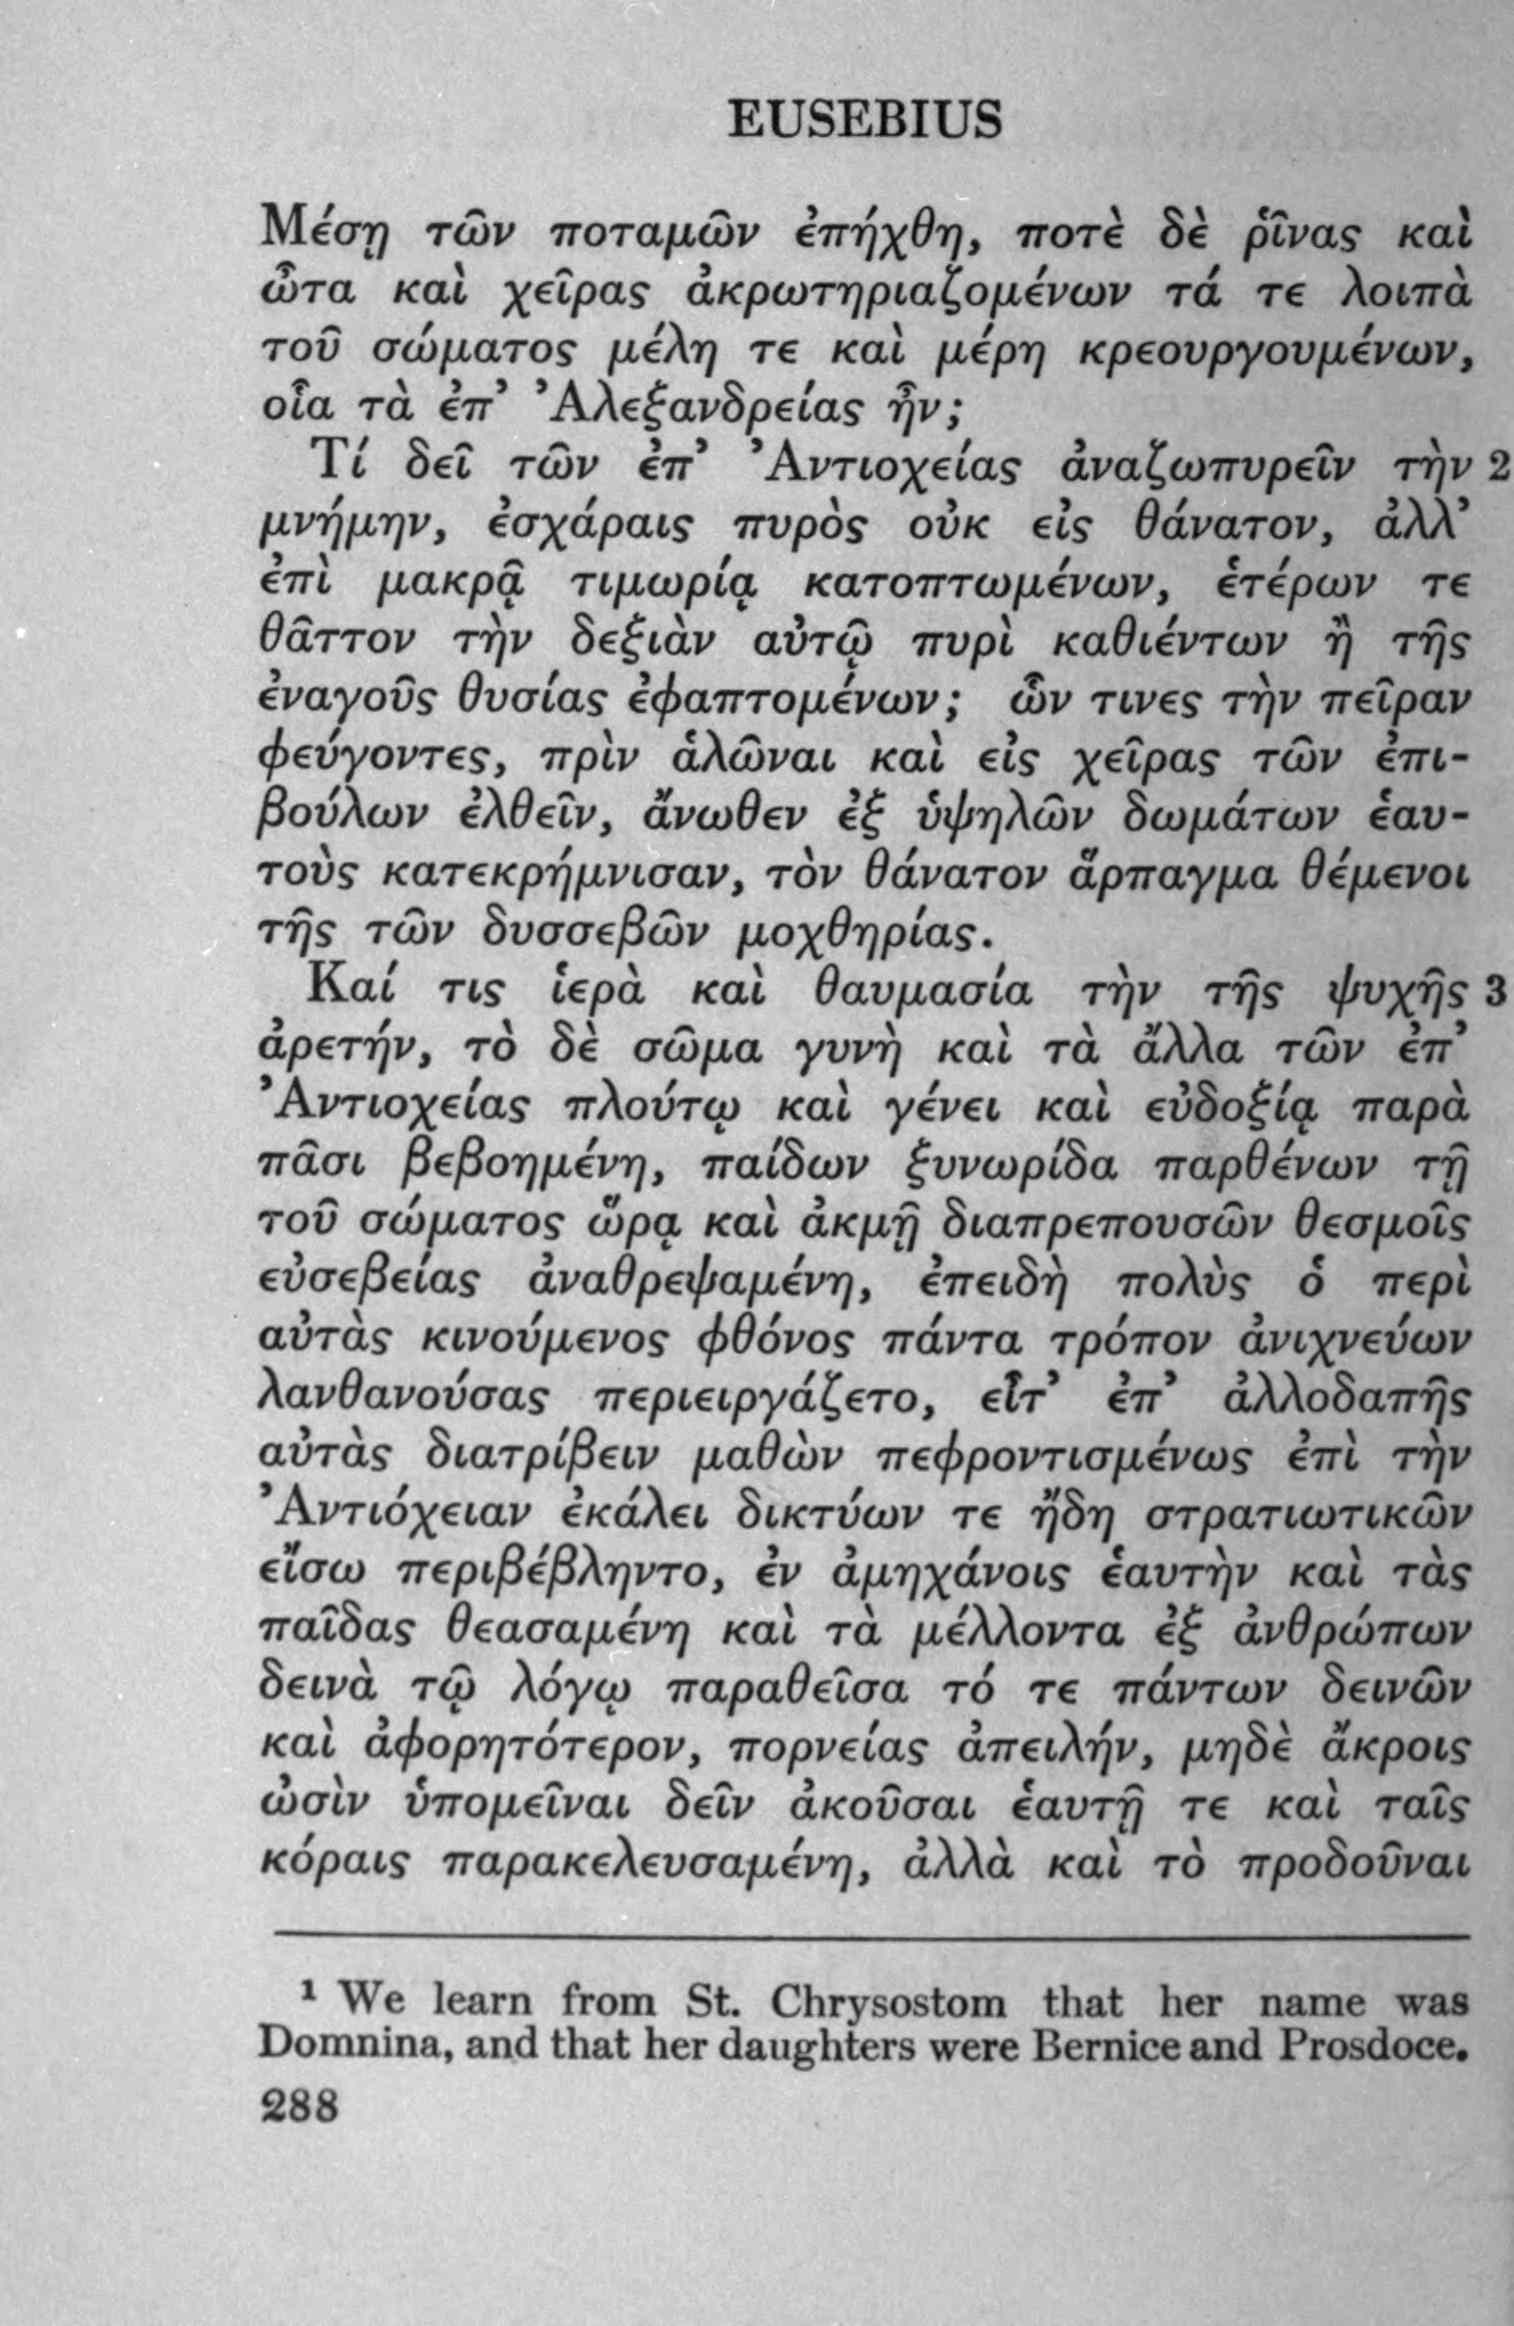 EUSEBIUS
Μέσῃ τῶν ποταμῶν ἐπήχθη, ποτὲ δὲ ῥῖνας καὶ
ὦτα καὶ χεῖρας ἀκρωτηριαζομένων τά τε λοιπὰ
τοῦ σώματος μέλη τε καὶ μέρη κρεουργουμένων,
οἷα τὰ ἐπ’ Ἀλεξανδρείας ἦν;
Τί δεῖ τῶν ἐπ’ Ἀντιοχείας ἀναζωπυρεῖν τὴν 2
μνήμην, ἐσχάραις πυρὸς οὐκ εἰς θάνατον, ἀλλ’
ἐπὶ μακρᾷ τιμωρίᾳ κατοπτωμένων, ἑτέρων τε
θᾶττον τὴν δεξιὰν αὐτῷ πυρὶ καθιέντων ἢ τῆς
ἐναγοῦς θυσίας ἐφαπτομένων; ὧν τινες τὴν πεῖραν
φεύγοντες, πρὶν ἁλῶναι καὶ εἰς χεῖρας τῶν ἐπι-
βούλων ἐλθεῖν, ἄνωθεν ἐξ ὑψηλῶν δωμάτων ἑαυ-
τοὺς κατεκρήμνισαν, τὸν θάνατον ἅρπαγμα θέμενοι
τῆς τῶν δυσσεβῶν μοχθηρίας.
Καί τις ἱερὰ καὶ θαυμασία τὴν τῆς ψυχῆς 3
ἀρετήν, τὸ δὲ σῶμα γυνὴ καὶ τὰ ἄλλα τῶν ἐπ’
Ἀντιοχείας πλούτῳ καὶ γένει καὶ εὐδοξίᾳ παρὰ
πᾶσι βεβοημένη, παίδων ξυνωρίδα παρθένων τῇ
τοῦ σώματος ὥρᾳ καὶ ἀκμῇ διαπρεπουσῶν θεσμοῖς
εὐσεβείας ἀναθρεψαμένη, ἐπειδὴ πολὺς ὁ περὶ
αὐτὰς κινούμενος φθόνος πάντα τρόπον ἀνιχνεύων
λανθανούσας περιειργάζετο, εἶτ’ ἐπ’ ἀλλοδαπῆς
αὐτὰς διατρίβειν μαθὼν πεφροντισμένως ἐπὶ τὴν
Ἀντιόχειαν ἐκάλει δικτύων τε ἤδη στρατιωτικῶν
εἴσω περιβέβληντο, ἐν ἀμηχάνοις ἑαυτὴν καὶ τὰς
παῖδας θεασαμένη καὶ τὰ μέλλοντα ἐξ ἀνθρώπων
δεινὰ τῷ λόγῳ παραθεῖσα τό τε πάντων δεινῶν
καὶ ἀφορητότερον, πορνείας ἀπειλήν, μηδὲ ἄκροις
ὠσὶν ὑπομεῖναι δεῖν ἀκοῦσαι ἑαυτῇ τε καὶ ταῖς
κόραις παρακελευσαμένη, ἀλλὰ καὶ τὸ προδοῦναι
¹ We learn from St. Chrysostom that her name was
Domnina, and that her daughters were Bernice and Prosdoce.
288